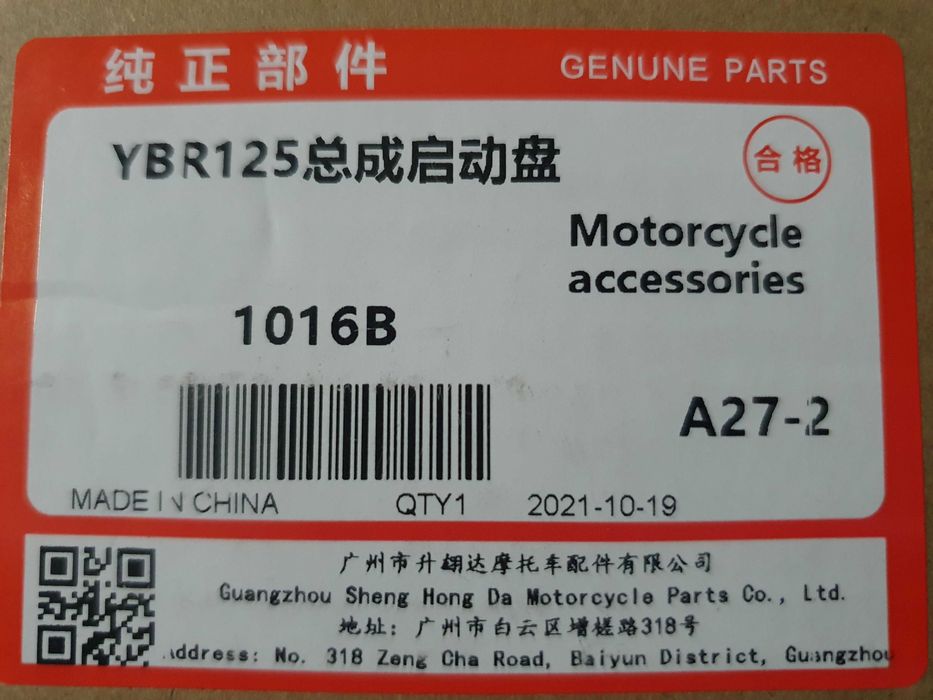 纯正部件 GENUNE PARTS
YBR125总成启动盘
合格
Motorcycle
accessories
1016B
A27-2
MADE IN CHINA QTY1 2021-10-19
广州市升翃达摩托车配件有限公司
Guangzhou Sheng Hong Da Motorcycle Parts Co., Ltd.
地址：广州市白云区增槎路318号
Address: No. 318 Zeng Cha Road, Baiyun District, Guangzhou